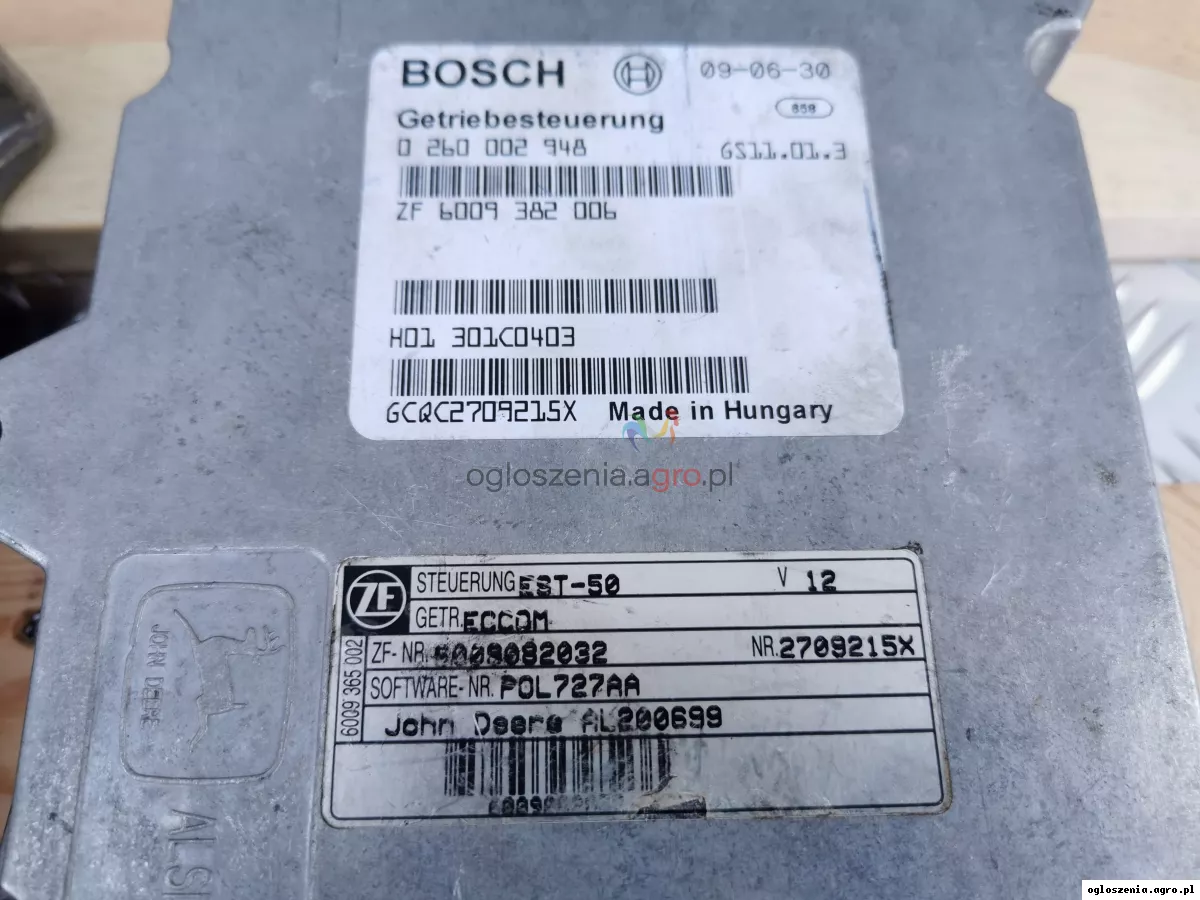 BOSCH 09-06-30
858
Getriebesteuerung
0 260 002 948 GS11.01.3
ZF 6009 382 006
H01 301C0403
GCQC2709215X Made in Hungary
ogloszenia.agro.pl
ZF STEUERUNG EST-50 V 12
GETR. ECCOM
ZF-NR. 6009082032 NR. 2709215X
SOFTWARE-NR. POL727AA
6009 365 002
John Deere AL200699
JOHN DEERE
ALSI
ogloszenia.agro.pl